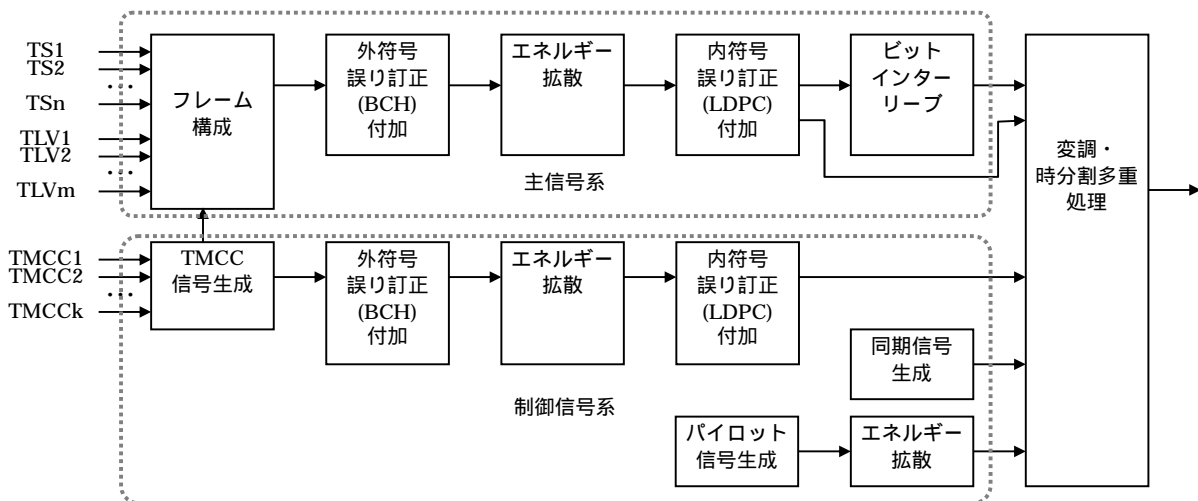 TS1
TS2
...
TSn
TLV1
TLV2
...
TLVm
フレーム
構成
外符号
誤り訂正
(BCH)
付加
エネルギー
拡散
内符号
誤り訂正
(LDPC)
付加
ビット
インター
リーブ
主信号系
変調・
時分割多重
処理
TMCC1
TMCC2
...
TMCCk
TMCC
信号生成
外符号
誤り訂正
(BCH)
付加
エネルギー
拡散
内符号
誤り訂正
(LDPC)
付加
同期信号
生成
制御信号系
パイロット
信号生成
エネルギー
拡散